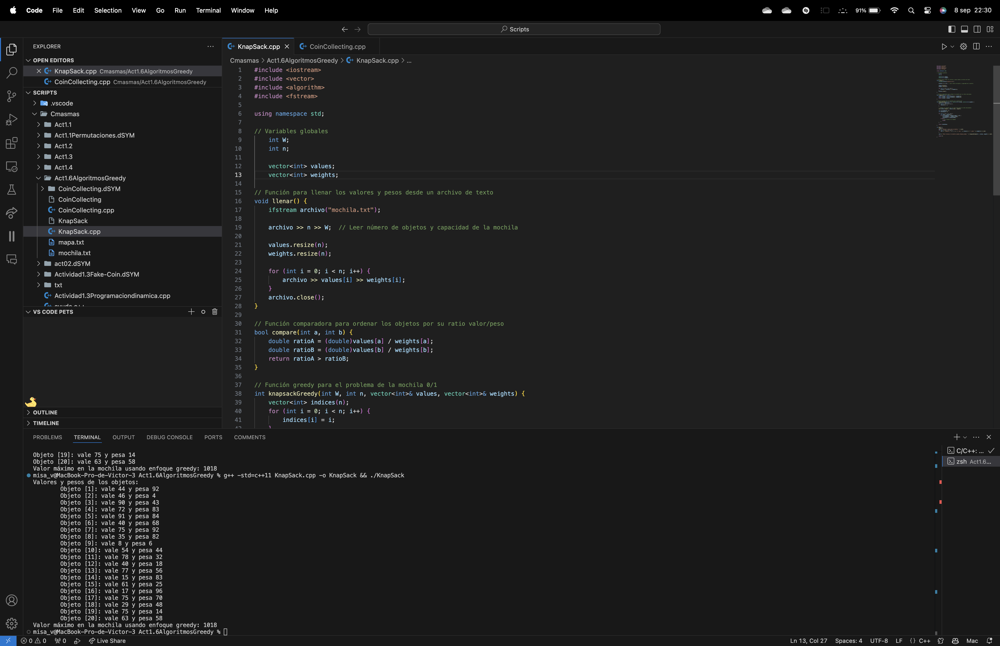 Code File Edit Selection View Go Run Terminal Window Help 91% 8 sep 22:30
Scripts
EXPLORER
OPEN EDITORS
KnapSack.cpp Cmasmas/Act1.6AlgoritmosGreedy
CoinCollecting.cpp Cmasmas/Act1.6AlgoritmosGreedy
SCRIPTS
.vscode
Cmasmas
Act1.1
Act1.1Permutaciones.dSYM
Act1.2
Act1.3
Act1.4
Act1.6AlgoritmosGreedy
CoinCollecting.dSYM
CoinCollecting
CoinCollecting.cpp
KnapSack
KnapSack.cpp
mapa.txt
mochila.txt
act02.dSYM
Actividad1.3Fake-Coin.dSYM
txt
Actividad1.3Programaciondinamica.cpp
VS CODE PETS
OUTLINE
TIMELINE
KnapSack.cpp CoinCollecting.cpp
Cmasmas > Act1.6AlgoritmosGreedy > KnapSack.cpp > ...
1 #include <iostream>
2 #include <vector>
3 #include <algorithm>
4 #include <fstream>
5
6 using namespace std;
7
8 // Variables globales
9 int W;
10 int n;
11
12 vector<int> values;
13 vector<int> weights;
14
15 // Función para llenar los valores y pesos desde un archivo de texto
16 void llenar() {
17 ifstream archivo("mochila.txt");
18
19 archivo >> n >> W; // Leer número de objetos y capacidad de la mochila
20
21 values.resize(n);
22 weights.resize(n);
23
24 for (int i = 0; i < n; i++) {
25 archivo >> values[i] >> weights[i];
26 }
27 archivo.close();
28 }
29
30 // Función comparadora para ordenar los objetos por su ratio valor/peso
31 bool compare(int a, int b) {
32 double ratioA = (double)values[a] / weights[a];
33 double ratioB = (double)values[b] / weights[b];
34 return ratioA > ratioB;
35 }
36
37 // Función greedy para el problema de la mochila 0/1
38 int knapsackGreedy(int W, int n, vector<int>& values, vector<int>& weights) {
39 vector<int> indices(n);
40 for (int i = 0; i < n; i++) {
41 indices[i] = i;
42 }
PROBLEMS TERMINAL OUTPUT DEBUG CONSOLE PORTS COMMENTS
C/C++: ...
zsh Act1.6...
Objeto [19]: vale 75 y pesa 14
Objeto [20]: vale 63 y pesa 58
Valor máximo en la mochila usando enfoque greedy: 1018
misa_v@MacBook-Pro-de-Victor-3 Act1.6AlgoritmosGreedy % g++ -std=c++11 KnapSack.cpp -o KnapSack && ./KnapSack
Valores y pesos de los objetos:
Objeto [1]: vale 44 y pesa 92
Objeto [2]: vale 46 y pesa 4
Objeto [3]: vale 90 y pesa 43
Objeto [4]: vale 72 y pesa 83
Objeto [5]: vale 91 y pesa 84
Objeto [6]: vale 40 y pesa 68
Objeto [7]: vale 75 y pesa 92
Objeto [8]: vale 35 y pesa 82
Objeto [9]: vale 8 y pesa 6
Objeto [10]: vale 54 y pesa 44
Objeto [11]: vale 78 y pesa 32
Objeto [12]: vale 40 y pesa 18
Objeto [13]: vale 77 y pesa 56
Objeto [14]: vale 15 y pesa 83
Objeto [15]: vale 61 y pesa 25
Objeto [16]: vale 17 y pesa 96
Objeto [17]: vale 75 y pesa 70
Objeto [18]: vale 29 y pesa 48
Objeto [19]: vale 75 y pesa 14
Objeto [20]: vale 63 y pesa 58
Valor máximo en la mochila usando enfoque greedy: 1018
misa_v@MacBook-Pro-de-Victor-3 Act1.6AlgoritmosGreedy %
0 0 0 Live Share Ln 13, Col 27 Spaces: 4 UTF-8 LF {} C++ Mac